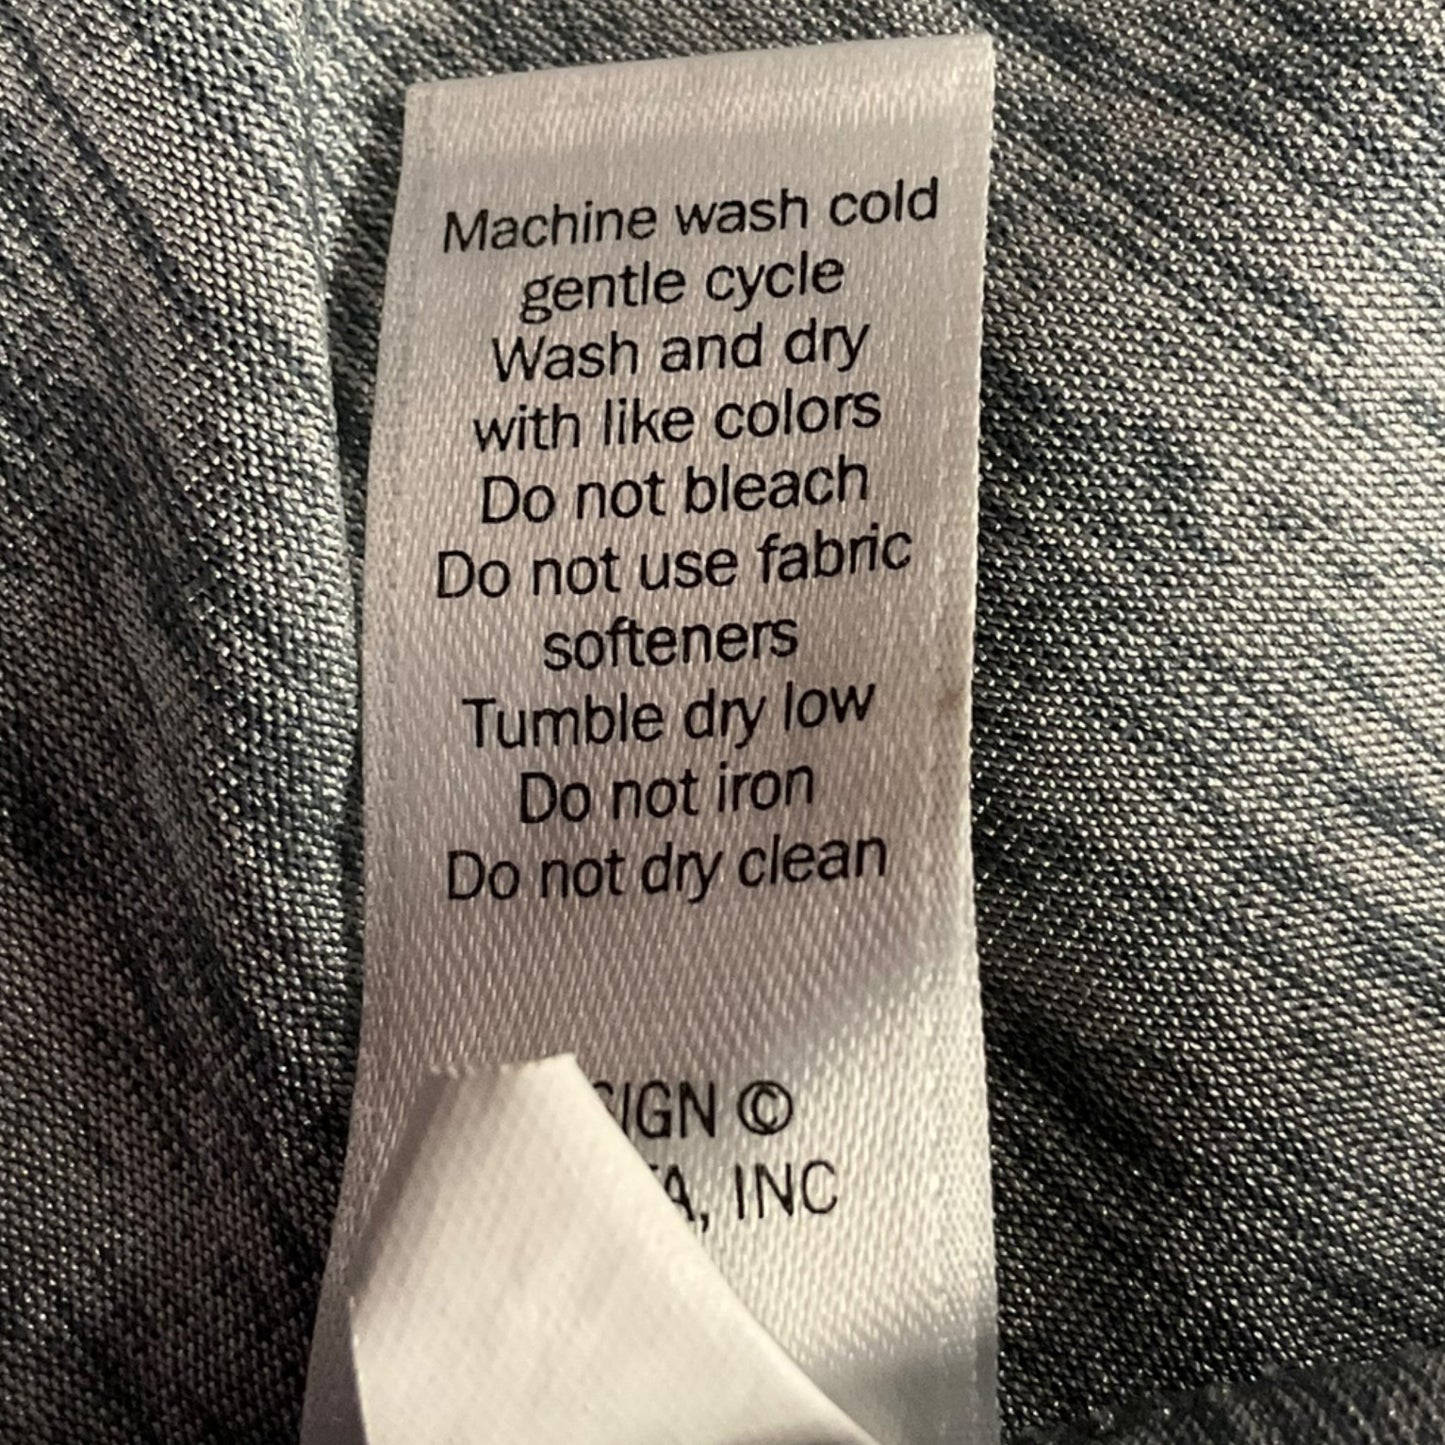 Machine wash cold
gentle cycle
Wash and dry
with like colors
Do not bleach
Do not use fabric
softeners
Tumble dry low
Do not iron
Do not dry clean
©
INC